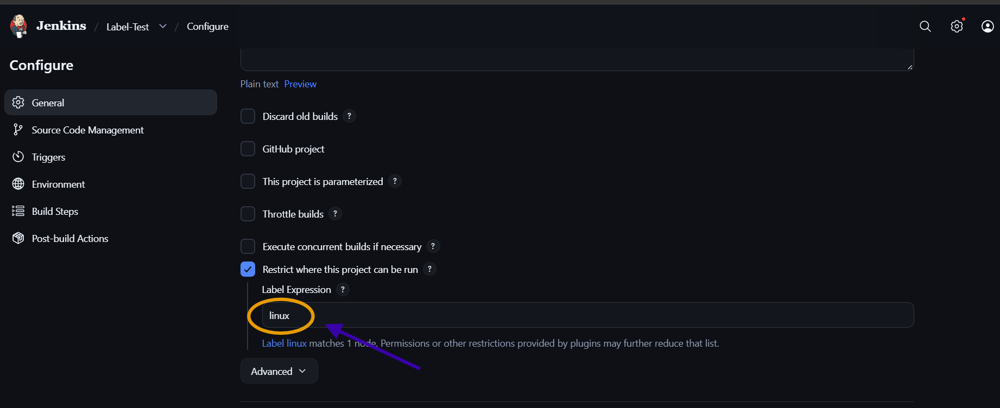 Jenkins / Label-Test / Configure
Configure
General
Source Code Management
Triggers
Environment
Build Steps
Post-build Actions
Plain text Preview
Discard old builds ?
GitHub project
This project is parameterized ?
Throttle builds ?
Execute concurrent builds if necessary ?
Restrict where this project can be run ?
Label Expression ?
linux
Label linux matches 1 node. Permissions or other restrictions provided by plugins may further reduce that list.
Advanced